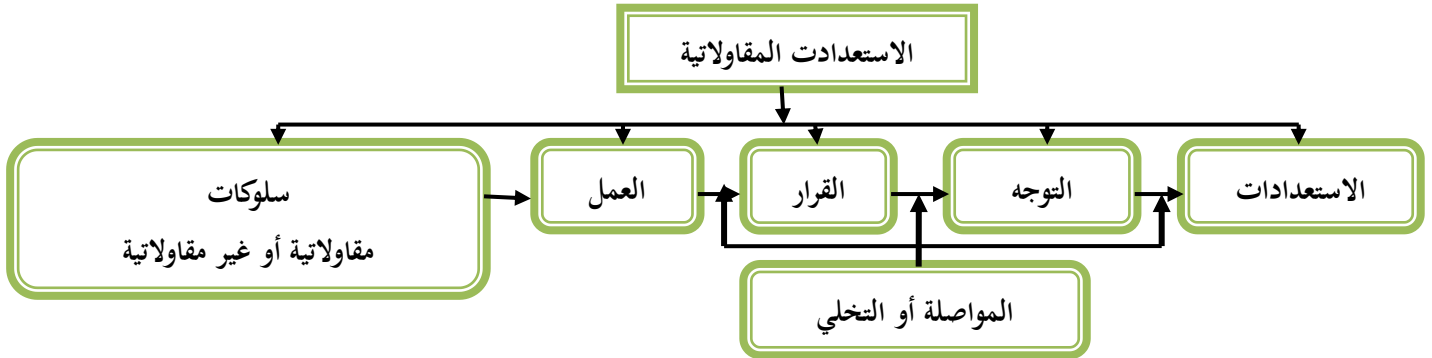 الاستعدادت المقاولاتية
الاستعدادات
التوجه
القرار
العمل
سلوكات
مقاولاتية أو غير مقاولاتية
المواصلة أو التخلي